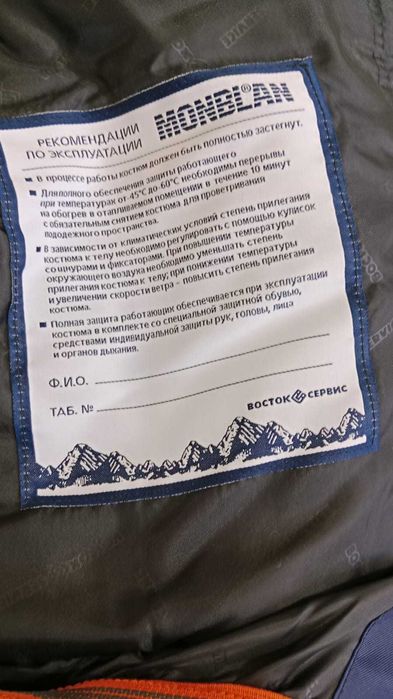 РЕКОМЕНДАЦИИ
ПО ЭКСПЛУАТАЦИИ
MONBLAN®
в процессе работы костюм должен быть полностью застегнут.
Для полного обеспечения защиты работающего
при температурах от -45°С до -60°С необходимы перерывы
на обогрев в отапливаемом помещении в течение 10 минут
с обязательным снятием костюма для проветривания
пододежного пространства.
В зависимости от климатических условий степень прилегания
костюма к телу необходимо регулировать с помощью кулисок
со шнурами и фиксаторами. При повышении температуры
окружающего воздуха необходимо уменьшать степень
прилегания костюма к телу; при понижении температуры
и увеличении скорости ветра - повысить степень прилегания
костюма.
Полная защита работающих обеспечивается при эксплуатации
костюма в комплекте со специальной защитной обувью,
средствами индивидуальной защиты рук, головы, лица
и органов дыхания.
Ф.И.О.
ТАБ. №
ВОСТОК СЕРВИС